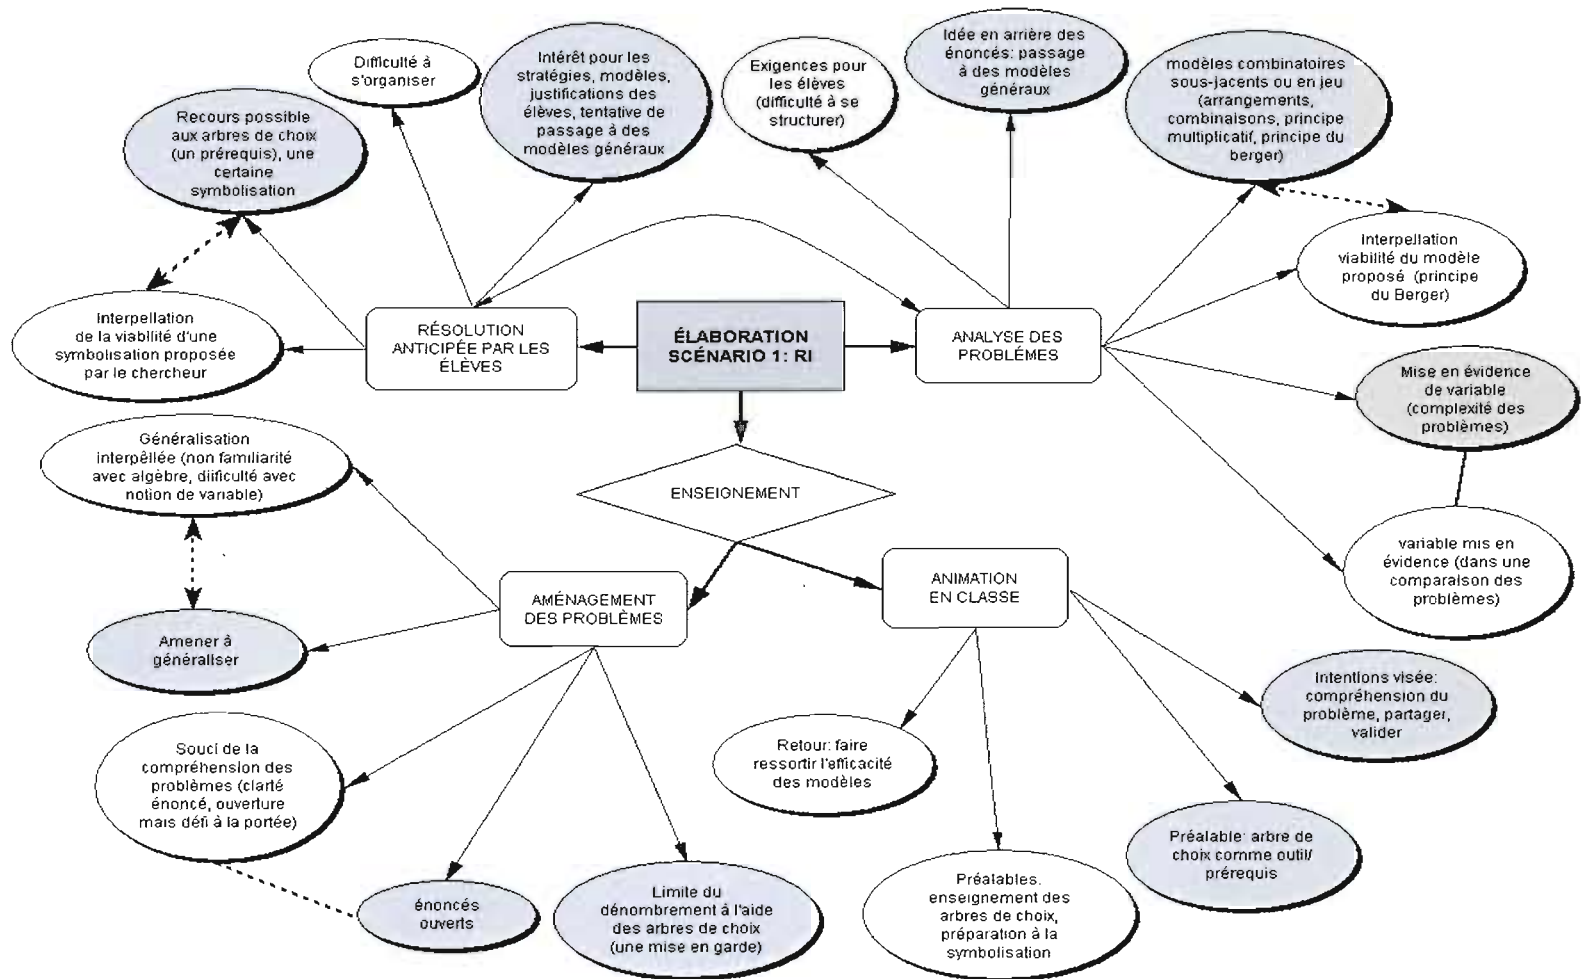 Difficulté à
s'organiser
Intérêt pour les
stratégies, modèles,
justifications des
élèves, tentative de
passage à des
modèles généraux
Exigences pour
les élèves
(difficulté à se
structurer)
Idée en arrière des
énoncés: passage
à des modèles
généraux
modèles combinatoires
sous-jacents ou en jeu
(arrangements,
combinaisons, principe
multiplicatif, principe du
berger)
Recours possible
aux arbres de choix
(un prérequis), une
certaine
symbolisation
Interpellation
viabilité du modèle
proposé (principe
du Berger)
Interpellation
de la viabilité d'une
symbolisation proposée
par le chercheur
RÉSOLUTION
ANTICIPÉE PAR LES
ÉLÈVES
ÉLABORATION
SCÉNARIO 1: RI
ANALYSE DES
PROBLÉMES
Mise en évidence
de variable
(complexité des
problèmes)
Généralisation
interpêllée (non familiarité
avec algèbre, diificulté avec
notion de variable)
ENSEIGNEMENT
variable mis en
évidence (dans une
comparaison des
problèmes)
AMÉNAGEMENT
DES PROBLÈMES
ANIMATION
EN CLASSE
Amener à
généraliser
Intentions visée:
compréhension du
problème, partager,
valider
Souci de la
compréhension des
problèmes (clarté
énoncé, ouverture
mais défi à la portée)
Retour: faire
ressortir l'efficacité
des modèles
Préalable: arbre de
choix comme outil/
prérequis
énoncés
ouverts
Limite du
dénombrement à l'aide
des arbres de choix
(une mise en garde)
Préalables.
enseignement des
arbres de choix,
préparation à la
symbolisation